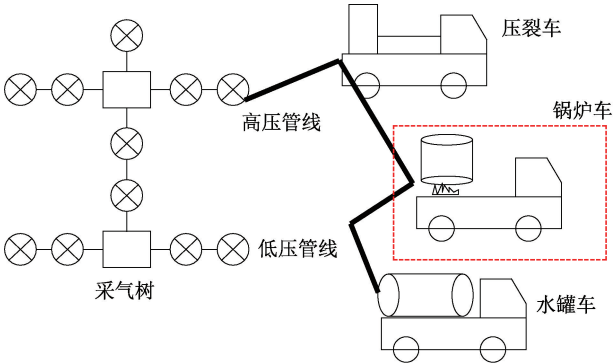 压裂车
锅炉车
高压管线
低压管线
采气树
水罐车